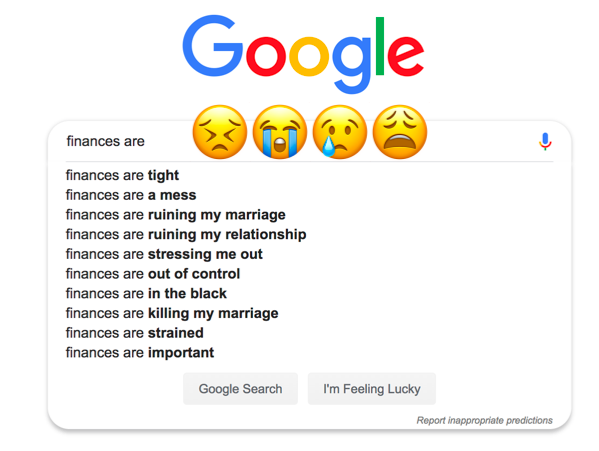 Google
finances are
finances are tight
finances are a mess
finances are ruining my marriage
finances are ruining my relationship
finances are stressing me out
finances are out of control
finances are in the black
finances are killing my marriage
finances are strained
finances are important
Google Search I'm Feeling Lucky
Report inappropriate predictions